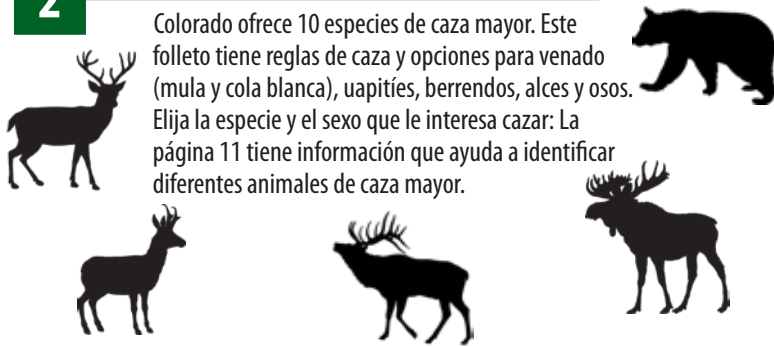 2
Colorado ofrece 10 especies de caza mayor. Este
folleto tiene reglas de caza y opciones para venado
(mula y cola blanca), uapitíes, berrendos, alces y osos.
Elija la especie y el sexo que le interesa cazar: La
página 11 tiene información que ayuda a identificar
diferentes animales de caza mayor.